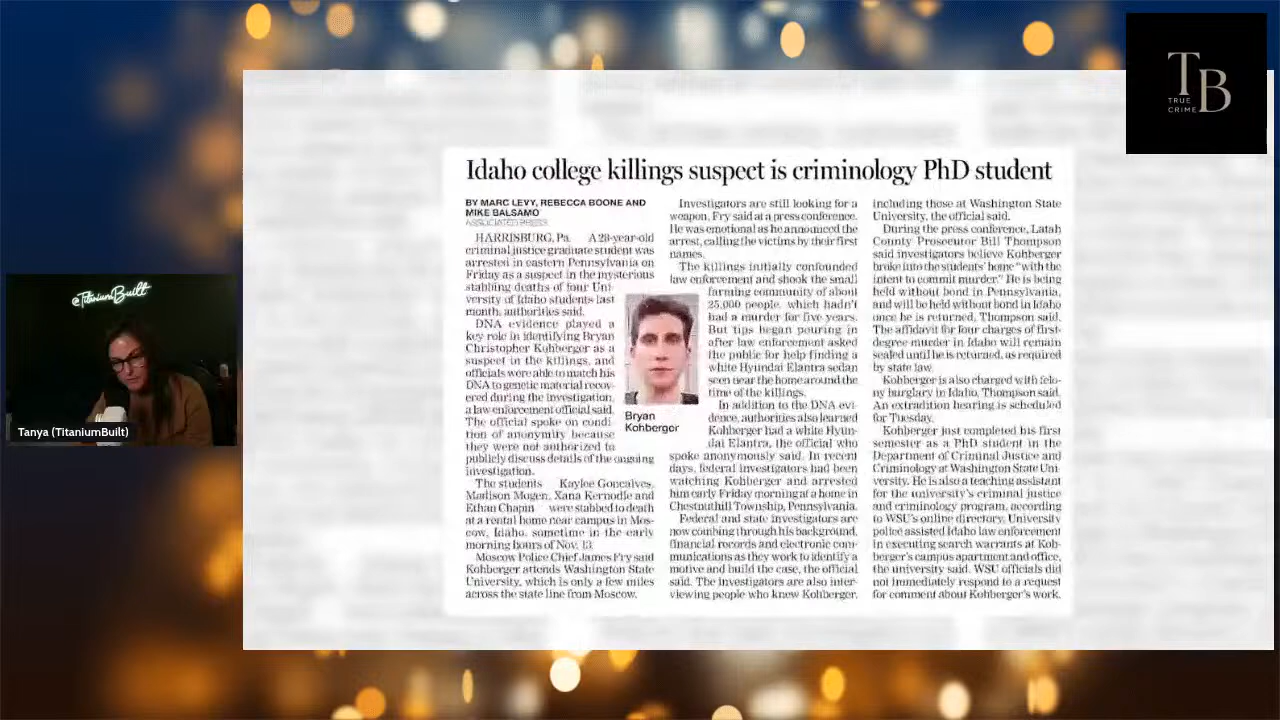 TB
TRUE
CRIME
Idaho college killings suspect is criminology PhD student
BY MARC LEVY, REBECCA BOONE AND
MIKE BALSAMO
ASSOCIATED PRESS
HARRISBURG, Pa. A 28-year-old
criminal justice graduate student was
arrested in eastern Pennsylvania on
Friday as a suspect in the mysterious
stabbing deaths of four Uni-
versity of Idaho students last
month, authorities said.
DNA evidence played a
key role in identifying Bryan
Christopher Kohberger as a
suspect in the killings, and
officials were able to match his
DNA to genetic material recov-
ered during the investigation,
a law enforcement official said.
The official spoke on condi-
tion of anonymity because
they were not authorized to
publicly discuss details of the ongoing
investigation.
The students Kaylee Goncalves,
Madison Mogen, Xana Kernodle and
Ethan Chapin were stabbed to death
at a rental home near campus in Mos-
cow, Idaho, sometime in the early
morning hours of Nov. 13.
Moscow Police Chief James Fry said
Kohberger attends Washington State
University, which is only a few miles
across the state line from Moscow.
Investigators are still looking for a
weapon, Fry said at a press conference.
He was emotional as he announced the
arrest, calling the victims by their first
names.
The killings initially confounded
law enforcement and shook the small
farming community of about
25,000 people, which hadn't
had a murder for five years.
But tips began pouring in
after law enforcement asked
the public for help finding a
white Hyundai Elantra sedan
seen near the home around the
time of the killings.
In addition to the DNA evi-
dence, authorities also learned
Kohberger had a white Hyun-
dai Elantra, the official who
spoke anonymously said. In recent
days, federal investigators had been
watching Kohberger and arrested
him early Friday morning at a home in
Chestnuthill Township, Pennsylvania.
Federal and state investigators are
now combing through his background,
financial records and electronic com-
munications as they work to identify a
motive and build the case, the official
said. The investigators are also inter-
viewing people who knew Kohberger,
including those at Washington State
University, the official said.
During the press conference, Latah
County Prosecutor Bill Thompson
said investigators believe Kohberger
broke into the students' home "with the
intent to commit murder." He is being
held without bond in Pennsylvania,
and will be held without bond in Idaho
once he is returned, Thompson said.
The affidavit for four charges of first-
degree murder in Idaho will remain
sealed until he is returned, as required
by state law.
Kohberger is also charged with felo-
ny burglary in Idaho, Thompson said.
An extradition hearing is scheduled
for Tuesday.
Kohberger just completed his first
semester as a PhD student in the
Department of Criminal Justice and
Criminology at Washington State Uni-
versity. He is also a teaching assistant
for the university's criminal justice
and criminology program, according
to WSU's online directory. University
police assisted Idaho law enforcement
in executing search warrants at Koh-
berger's campus apartment and office,
the university said. WSU officials did
not immediately respond to a request
for comment about Kohberger's work.
Bryan
Kohberger
@TitaniumBuilt
Tanya (TitaniumBuilt)